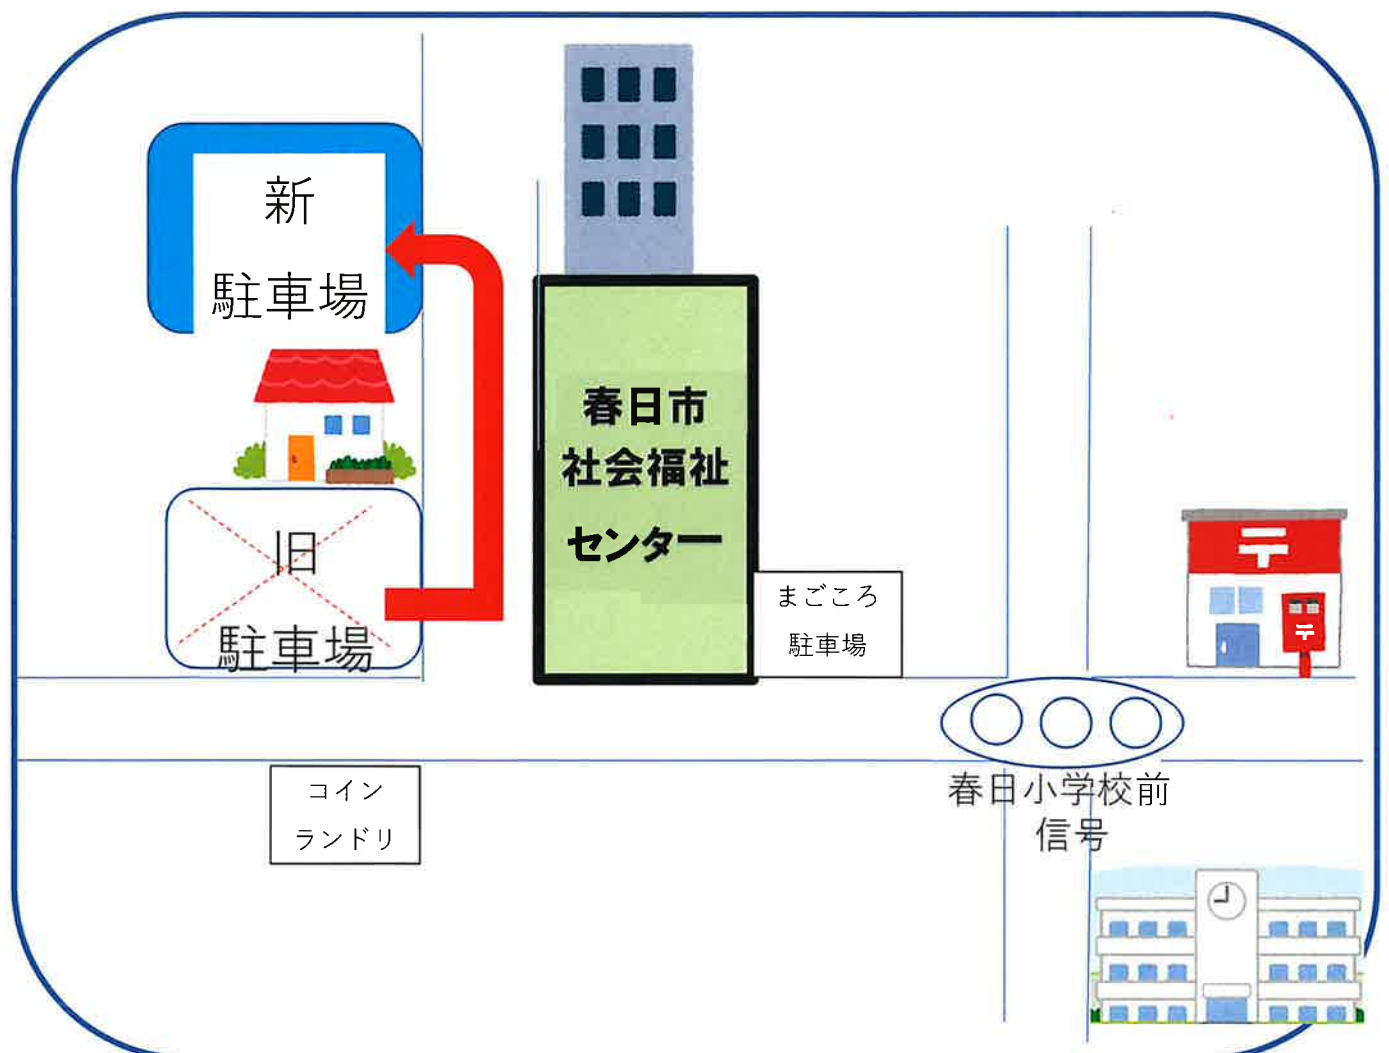 新
駐車場
春日市
社会福祉
センター
旧
駐車場
まごころ
駐車場
〒
〒
コイン
ランドリ
春日小学校前
信号